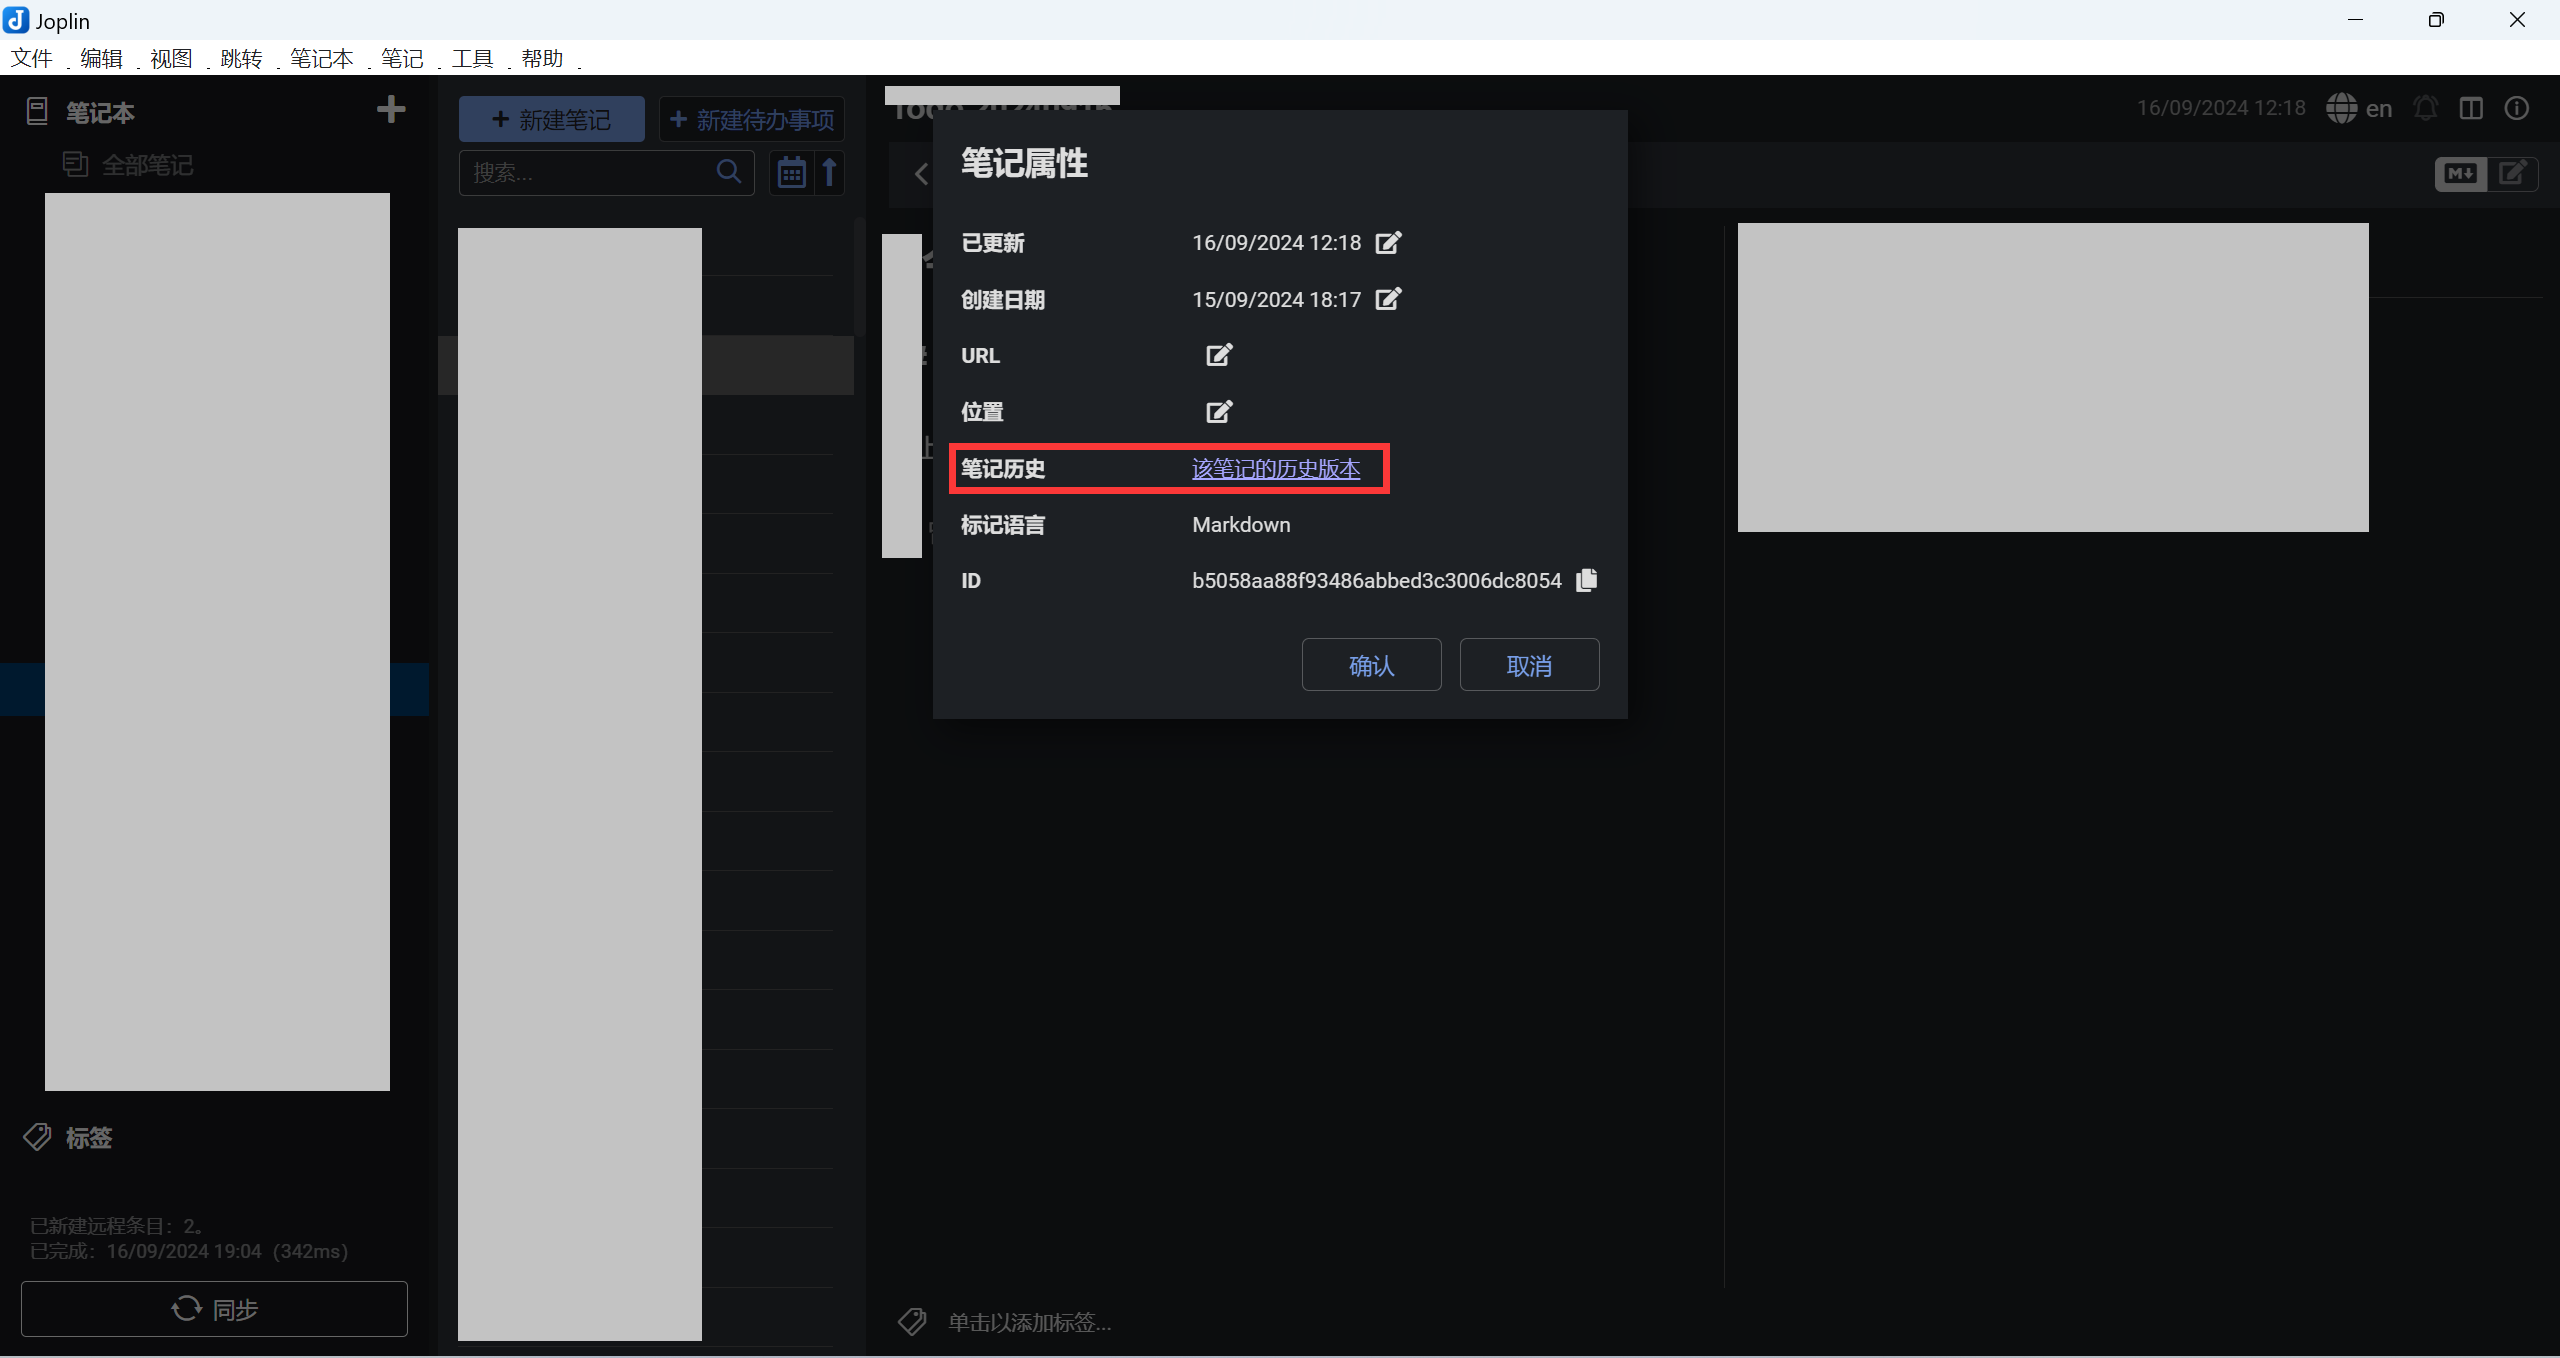 Joplin
文件 编辑 视图 跳转 笔记本 笔记 工具 帮助
笔记本
全部笔记
标签
已新建远程条目：2。
已完成：16/09/2024 19:04（342ms）
同步
新建笔记
新建待办事项
搜索...
16/09/2024 12:18
en
笔记属性
已更新 16/09/2024 12:18
创建日期 15/09/2024 18:17
URL
位置
笔记历史 该笔记的历史版本
标记语言 Markdown
ID b5058aa88f93486abbed3c3006dc8054
确认 取消
单击以添加标签...